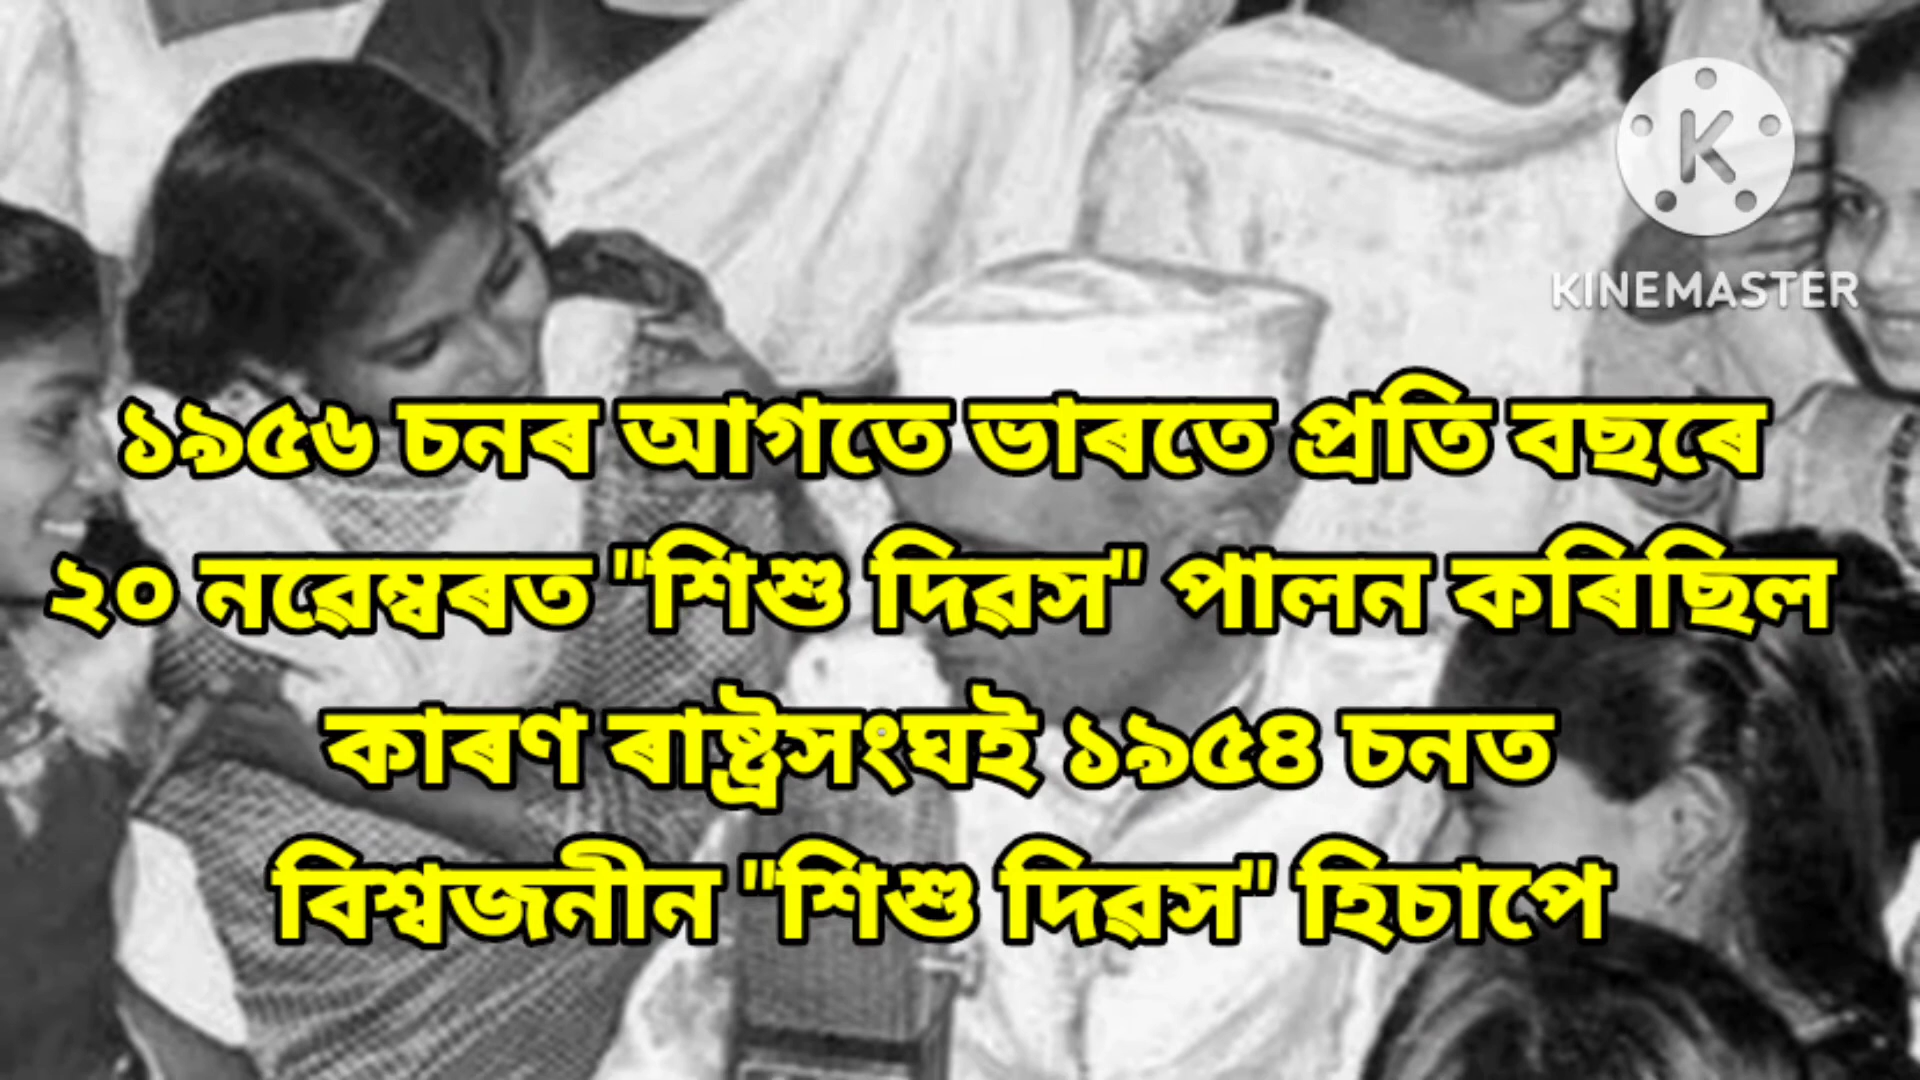 KINEMASTER
১৯৫৬ চনৰ আগতে ভাৰতে প্ৰতি বছৰে
২০ নৱেম্বৰত "শিশু দিৱস" পালন কৰিছিল
কাৰণ ৰাষ্ট্ৰসংঘই ১৯৫৪ চনত
বিশ্বজনীন "শিশু দিৱস" হিচাপে